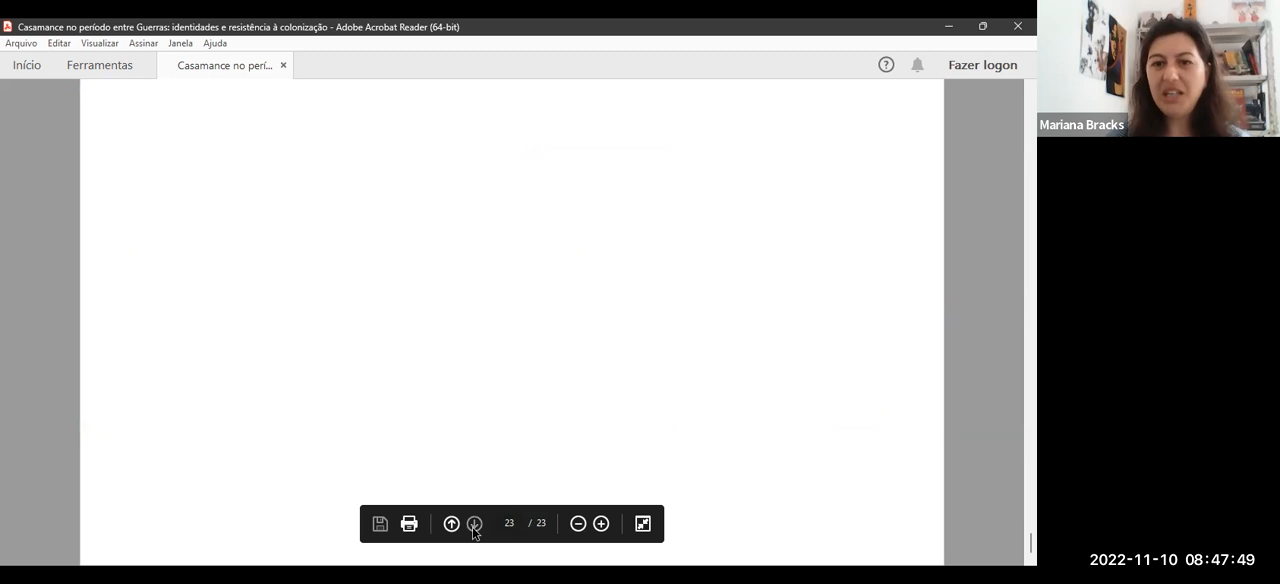 Casamance no período entre Guerras: identidades e resistência à colonização - Adobe Acrobat Reader (64-bit)
Arquivo Editar Visualizar Assinar Janela Ajuda
Início Ferramentas Casamance no perí... × ? Fazer logon
Mariana Bracks
23 / 23
2022-11-10 08:47:49